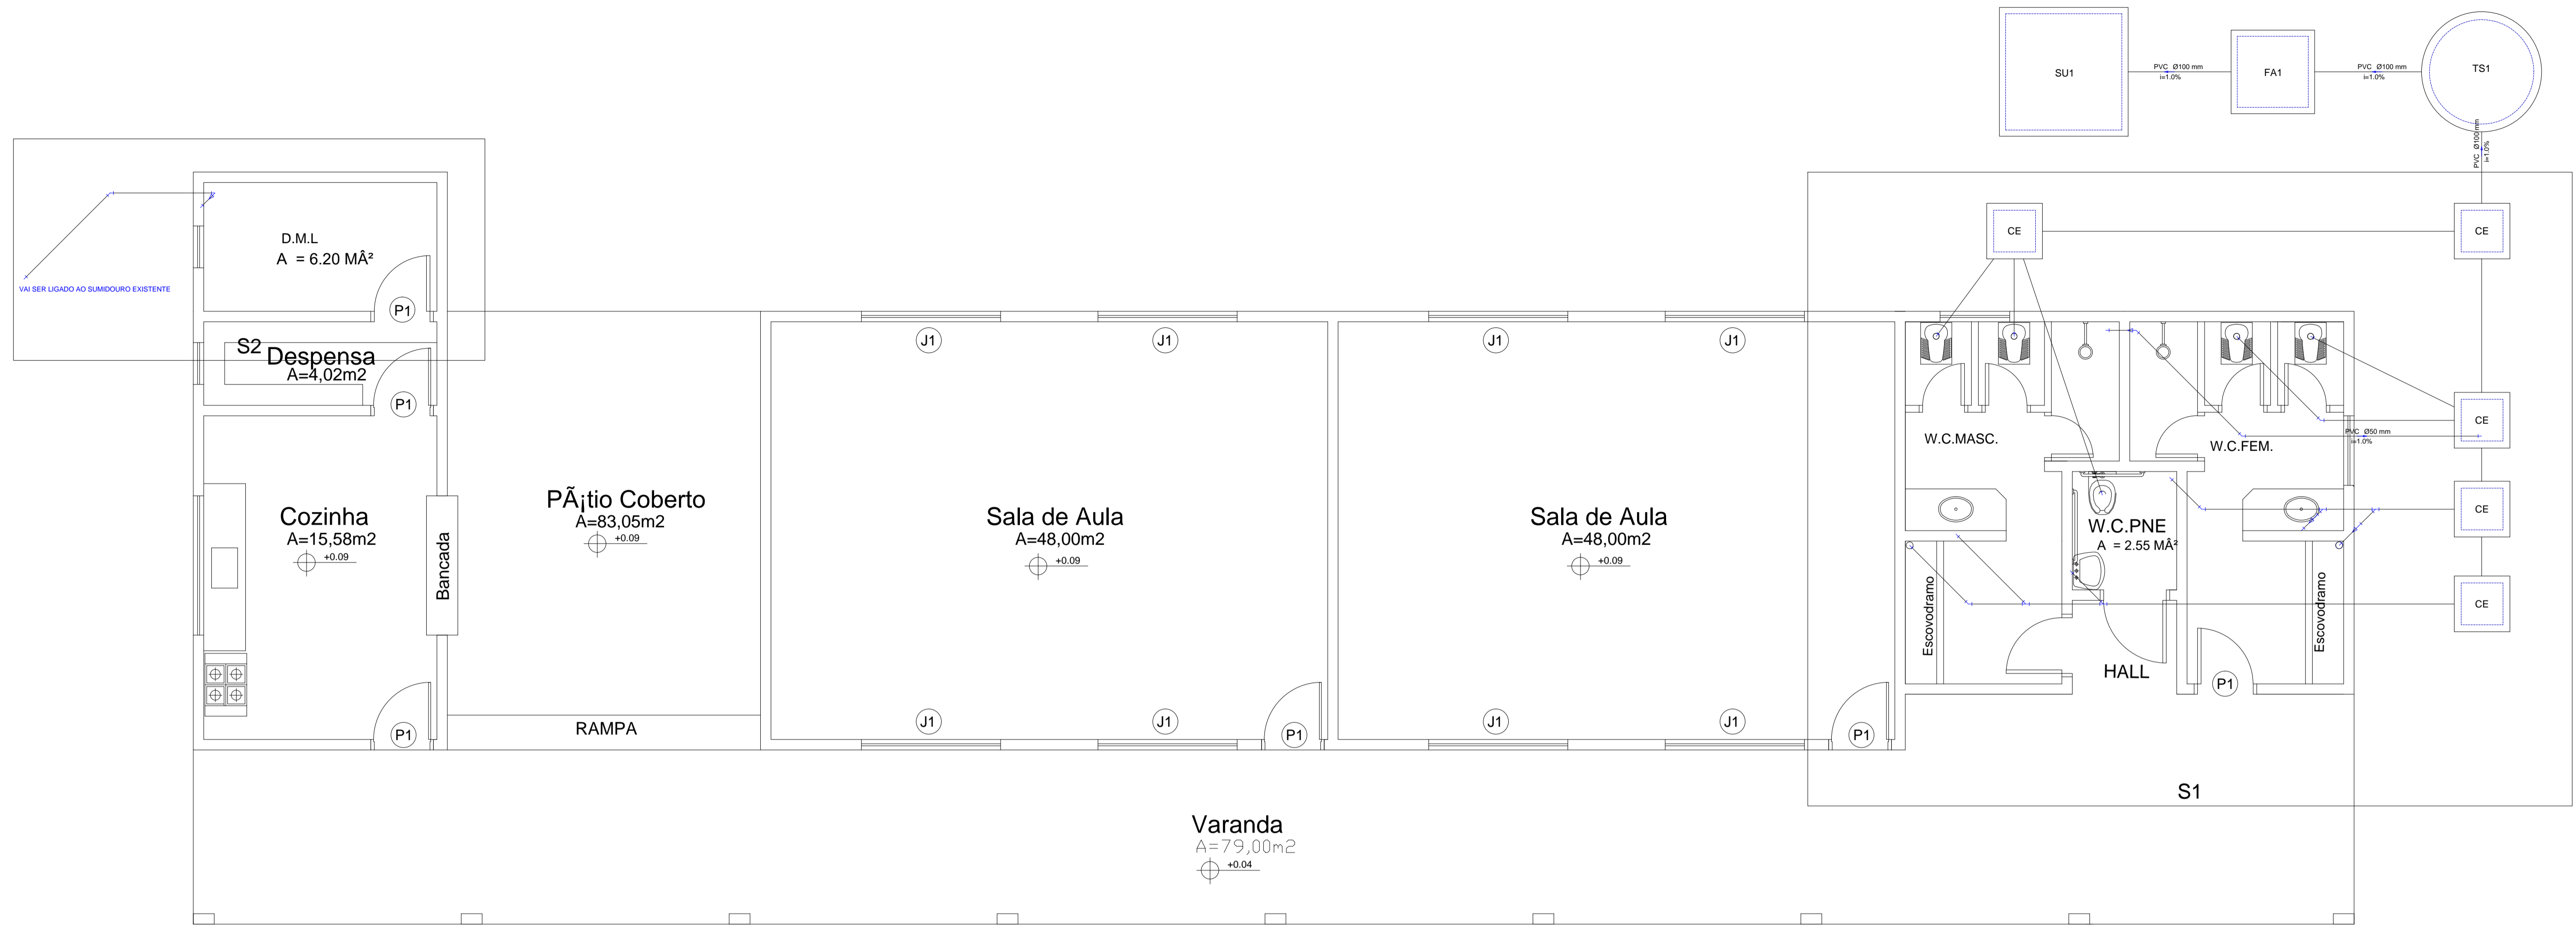 SU1
PVC Ø100 mm
i=1.0%
FA1
PVC Ø100 mm
i=1.0%
TS1
PVC Ø100 mm
i=1.0%
CE
CE
D.M.L
A = 6.20 MÂ²
VAI SER LIGADO AO SUMIDOURO EXISTENTE
P1
S2
Despensa
A=4,02m2
P1
J1
J1
J1
J1
CE
PVC Ø50 mm
i=1.0%
W.C.MASC.
W.C.FEM.
Cozinha
A=15,58m2
+0.09
Bancada
PÃ¡tio Coberto
A=83,05m2
+0.09
Sala de Aula
A=48,00m2
+0.09
Sala de Aula
A=48,00m2
+0.09
W.C.PNE
A = 2.55 MÂ²
CE
CE
Escovodramo
Escovodramo
HALL
P1
RAMPA
P1
J1
J1
P1
J1
J1
P1
S1
Varanda
A=79,00m2
+0.04